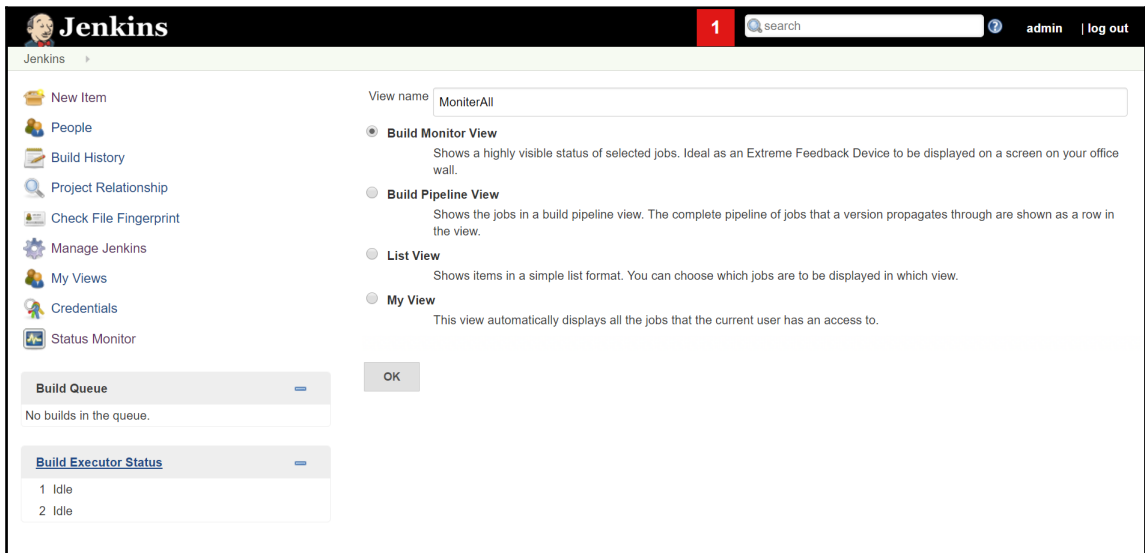 Jenkins
1
search
admin
| log out
Jenkins
New Item
People
Build History
Project Relationship
Check File Fingerprint
Manage Jenkins
My Views
Credentials
Status Monitor
Build Queue
No builds in the queue.
Build Executor Status
1 Idle
2 Idle
View name
MoniterAll
Build Monitor View
Shows a highly visible status of selected jobs. Ideal as an Extreme Feedback Device to be displayed on a screen on your office
wall.
Build Pipeline View
Shows the jobs in a build pipeline view. The complete pipeline of jobs that a version propagates through are shown as a row in
the view.
List View
Shows items in a simple list format. You can choose which jobs are to be displayed in which view.
My View
This view automatically displays all the jobs that the current user has an access to.
OK